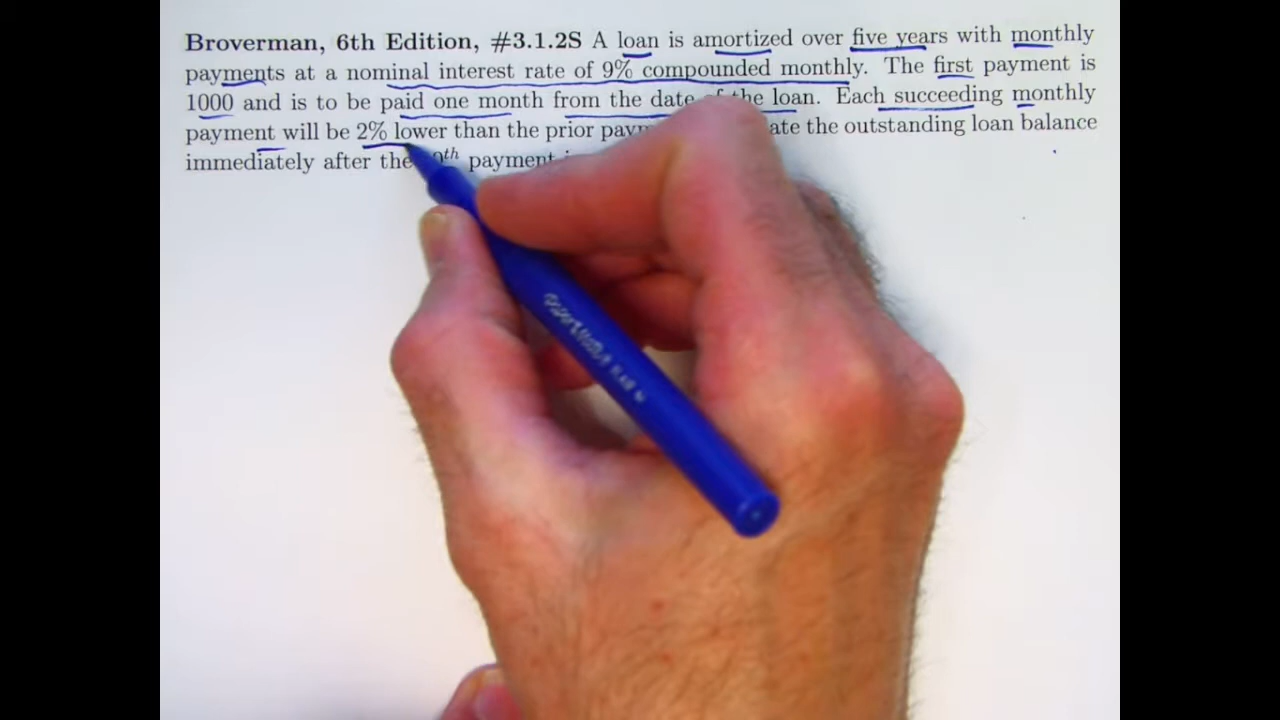 Broverman, 6th Edition, #3.1.2S A loan is amortized over five years with monthly
payments at a nominal interest rate of 9% compounded monthly. The first payment is
1000 and is to be paid one month from the date of the loan. Each succeeding monthly
payment will be 2% lower than the prior the outstanding loan balance
immediately after the payment